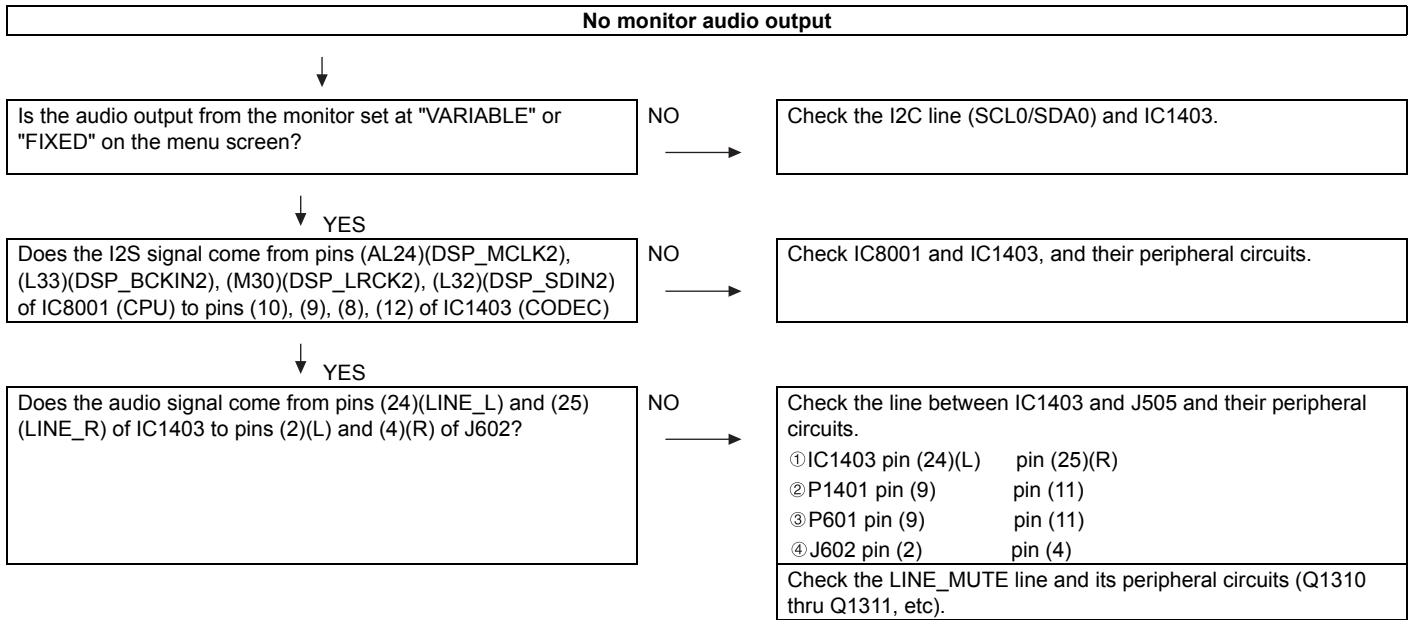 No monitor audio output
Is the audio output from the monitor set at "VARIABLE" or
"FIXED" on the menu screen?
NO
Check the I2C line (SCL0/SDA0) and IC1403.
YES
Does the I2S signal come from pins (AL24)(DSP_MCLK2),
(L33)(DSP_BCKIN2), (M30)(DSP_LRCK2), (L32)(DSP_SDIN2)
of IC8001 (CPU) to pins (10), (9), (8), (12) of IC1403 (CODEC)
NO
Check IC8001 and IC1403, and their peripheral circuits.
YES
Does the audio signal come from pins (24)(LINE_L) and (25)
(LINE_R) of IC1403 to pins (2)(L) and (4)(R) of J602?
NO
Check the line between IC1403 and J505 and their peripheral
circuits.
①IC1403 pin (24)(L) pin (25)(R)
②P1401 pin (9) pin (11)
③P601 pin (9) pin (11)
④J602 pin (2) pin (4)
Check the LINE_MUTE line and its peripheral circuits (Q1310
thru Q1311, etc).